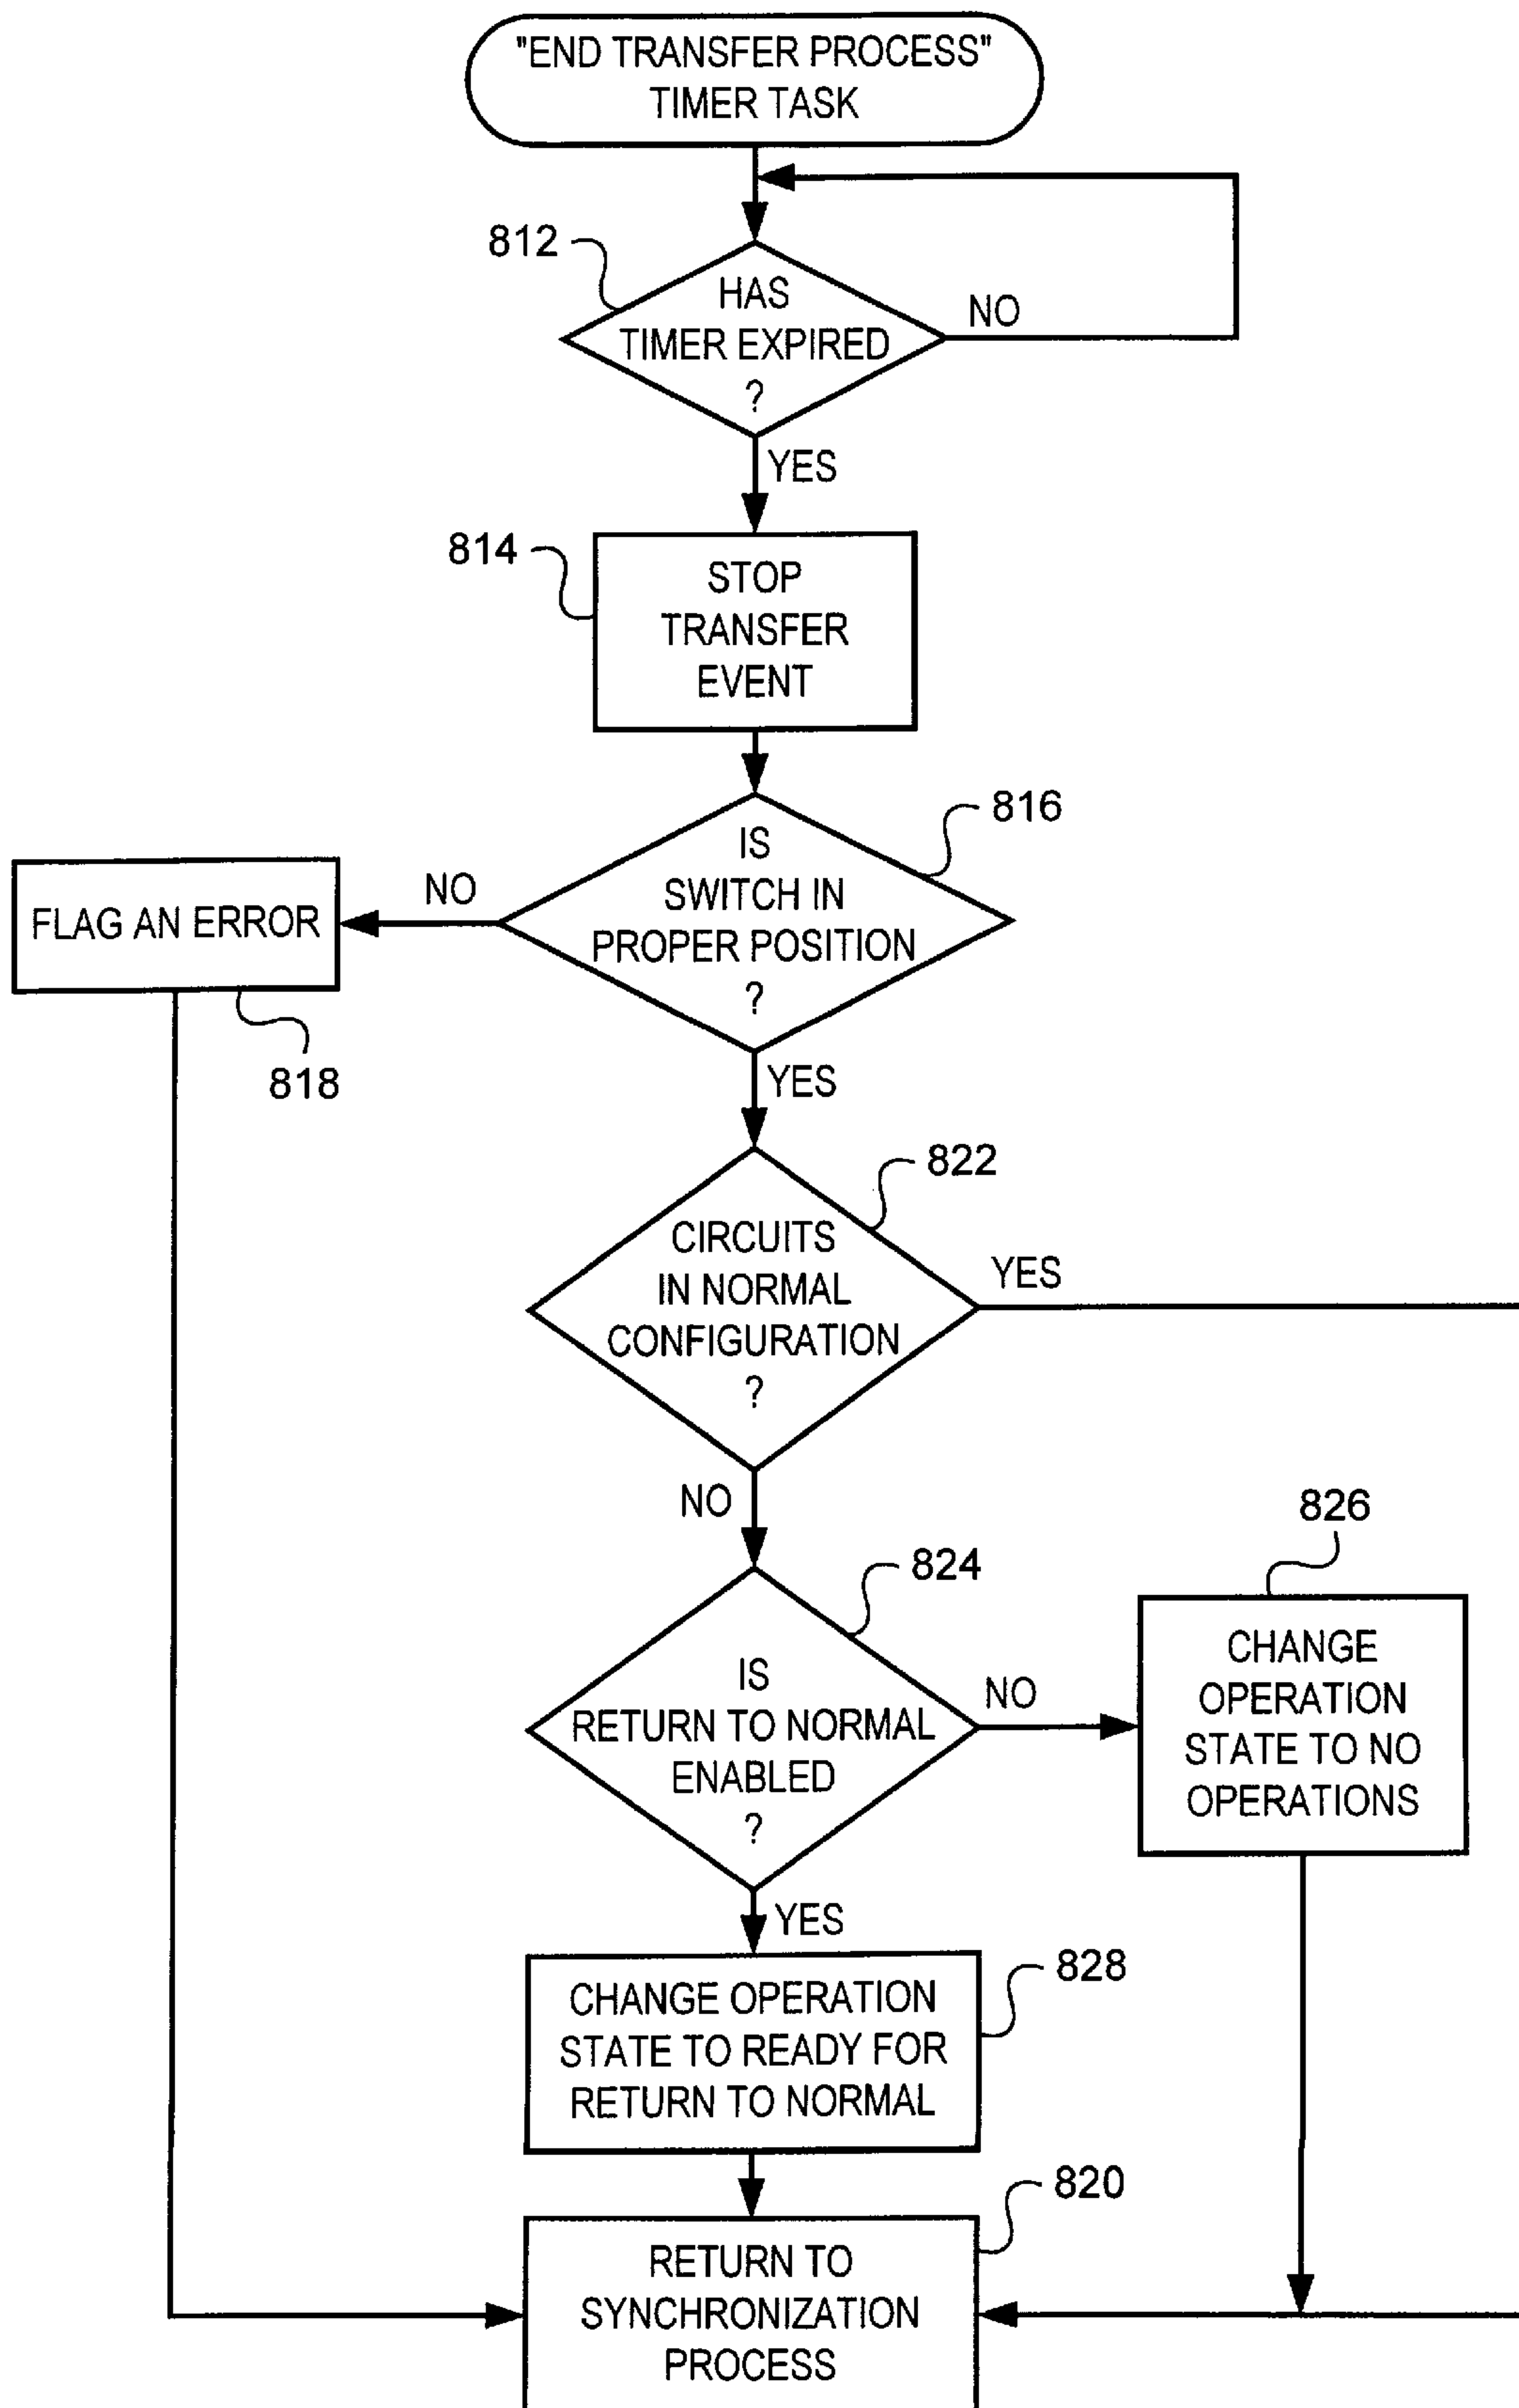 "END TRANSFER PROCESS"
TIMER TASK
812
HAS
TIMER EXPIRED
?
NO
YES
814
STOP
TRANSFER
EVENT
816
IS
SWITCH IN
PROPER POSITION
?
NO
FLAG AN ERROR
818
YES
822
CIRCUITS
IN NORMAL
CONFIGURATION
?
YES
NO
824
IS
RETURN TO NORMAL
ENABLED
?
NO
826
CHANGE
OPERATION
STATE TO NO
OPERATIONS
YES
828
CHANGE OPERATION
STATE TO READY FOR
RETURN TO NORMAL
820
RETURN TO
SYNCHRONIZATION
PROCESS